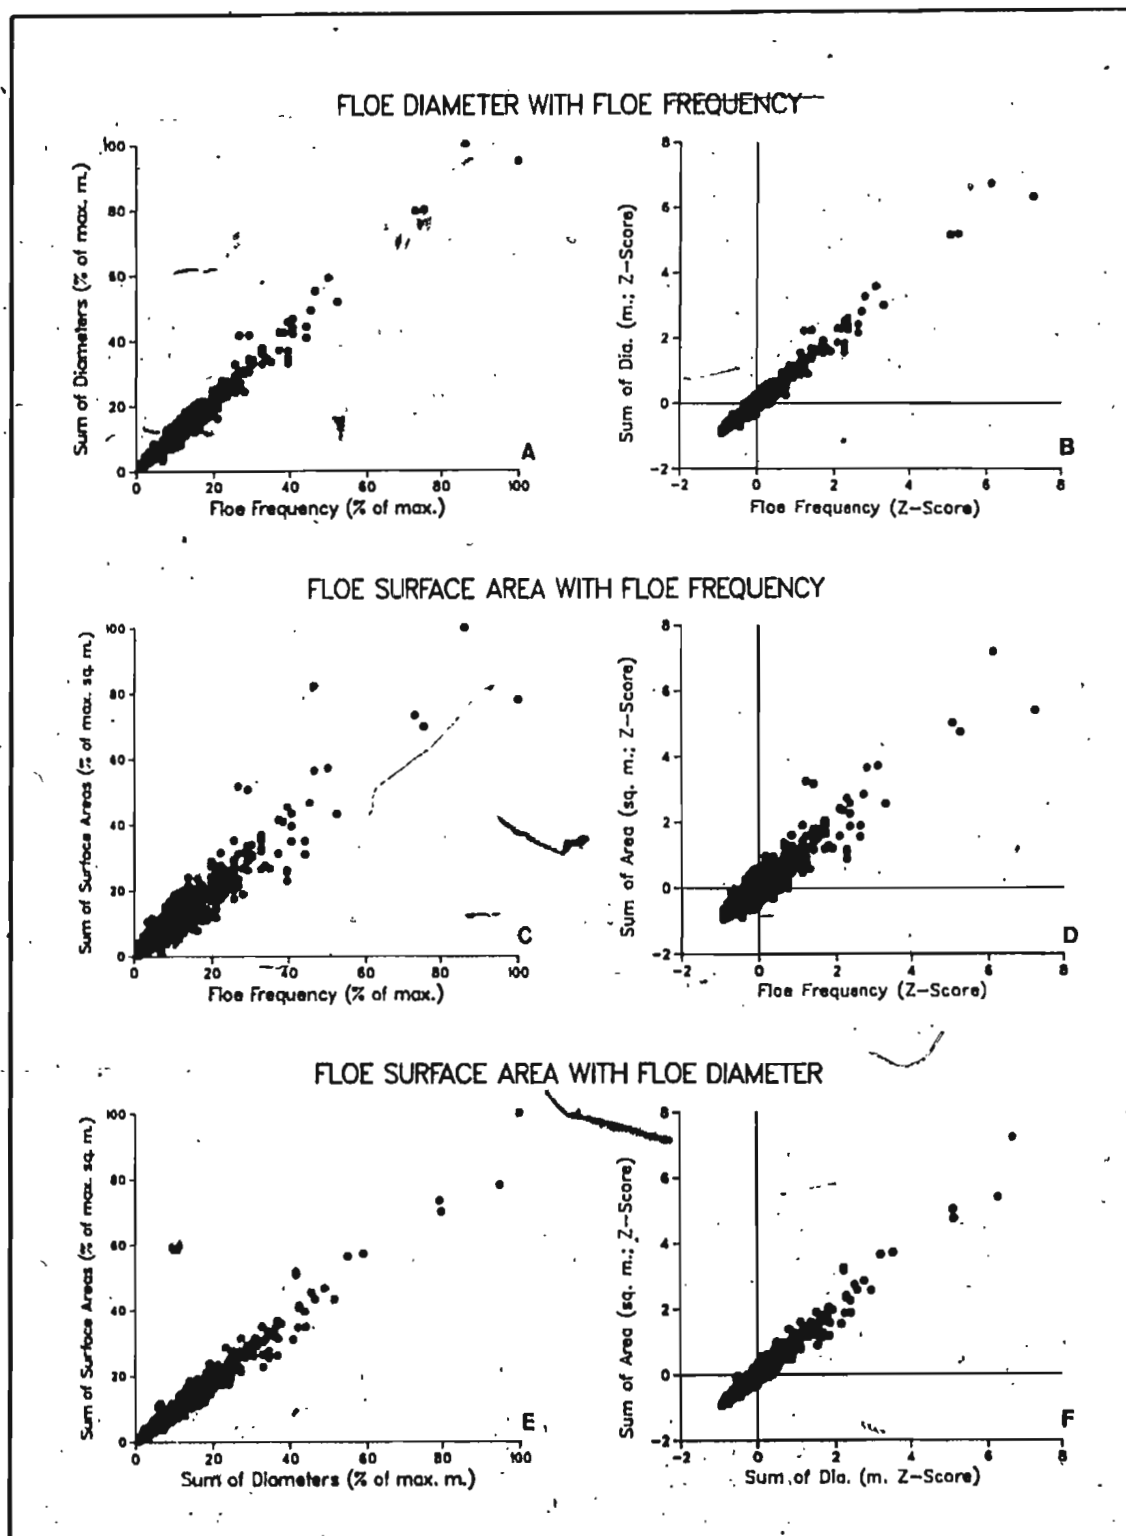 FLOE DIAMETER WITH FLOE FREQUENCY
Sum of Diameters (% of max. m.)
100
80
60
40
20
0
0 20 40 60 80 100
Floe Frequency (% of max.)
A
Sum of Dia. (m.; Z-Score)
8
6
4
2
0
-2
-2 0 2 4 6 8
Floe Frequency (Z-Score)
B
FLOE SURFACE AREA WITH FLOE FREQUENCY
Sum of Surface Areas (% of max. sq. m.)
100
80
60
40
20
0
0 20 40 60 80 100
Floe Frequency (% of max.)
C
Sum of Area (sq. m.; Z-Score)
8
6
4
2
0
-2
-2 0 2 4 6 8
Floe Frequency (Z-Score)
D
FLOE SURFACE AREA WITH FLOE DIAMETER
Sum of Surface Areas (% of max. sq. m.)
100
80
60
40
20
0
0 20 40 60 80 100
Sum of Diameters (% of max. m.)
E
Sum of Area (sq. m.; Z-Score)
8
6
4
2
0
-2
-2 0 2 4 6 8
Sum of Dia. (m. Z-Score)
F